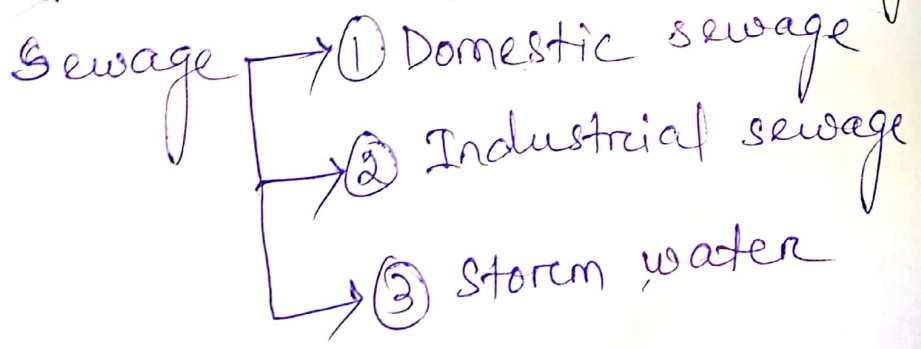 Sewage → ① Domestic sewage
→ ② Industrial sewage
→ ③ Storm water